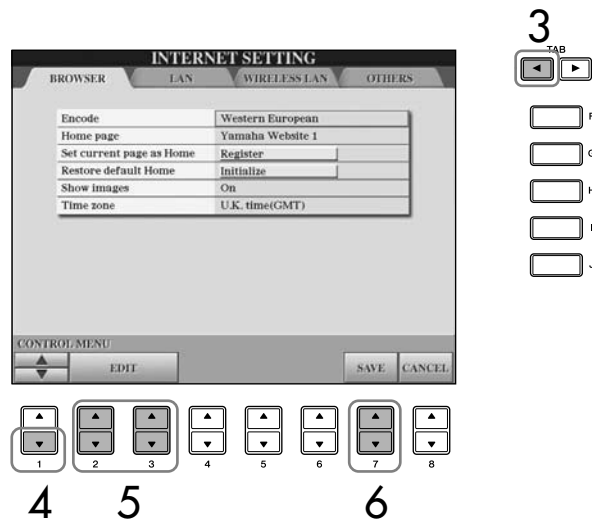 3
TAB
INTERNET SETTING
BROWSER LAN WIRELESS LAN OTHERS
Encode Western European
Home page Yamaha Website 1
Set current page as Home Register
Restore default Home Initialize
Show images On
Time zone U.K. time(GMT)
CONTROL MENU
EDIT SAVE CANCEL
1 2 3 4 5 6 7 8
4 5 6